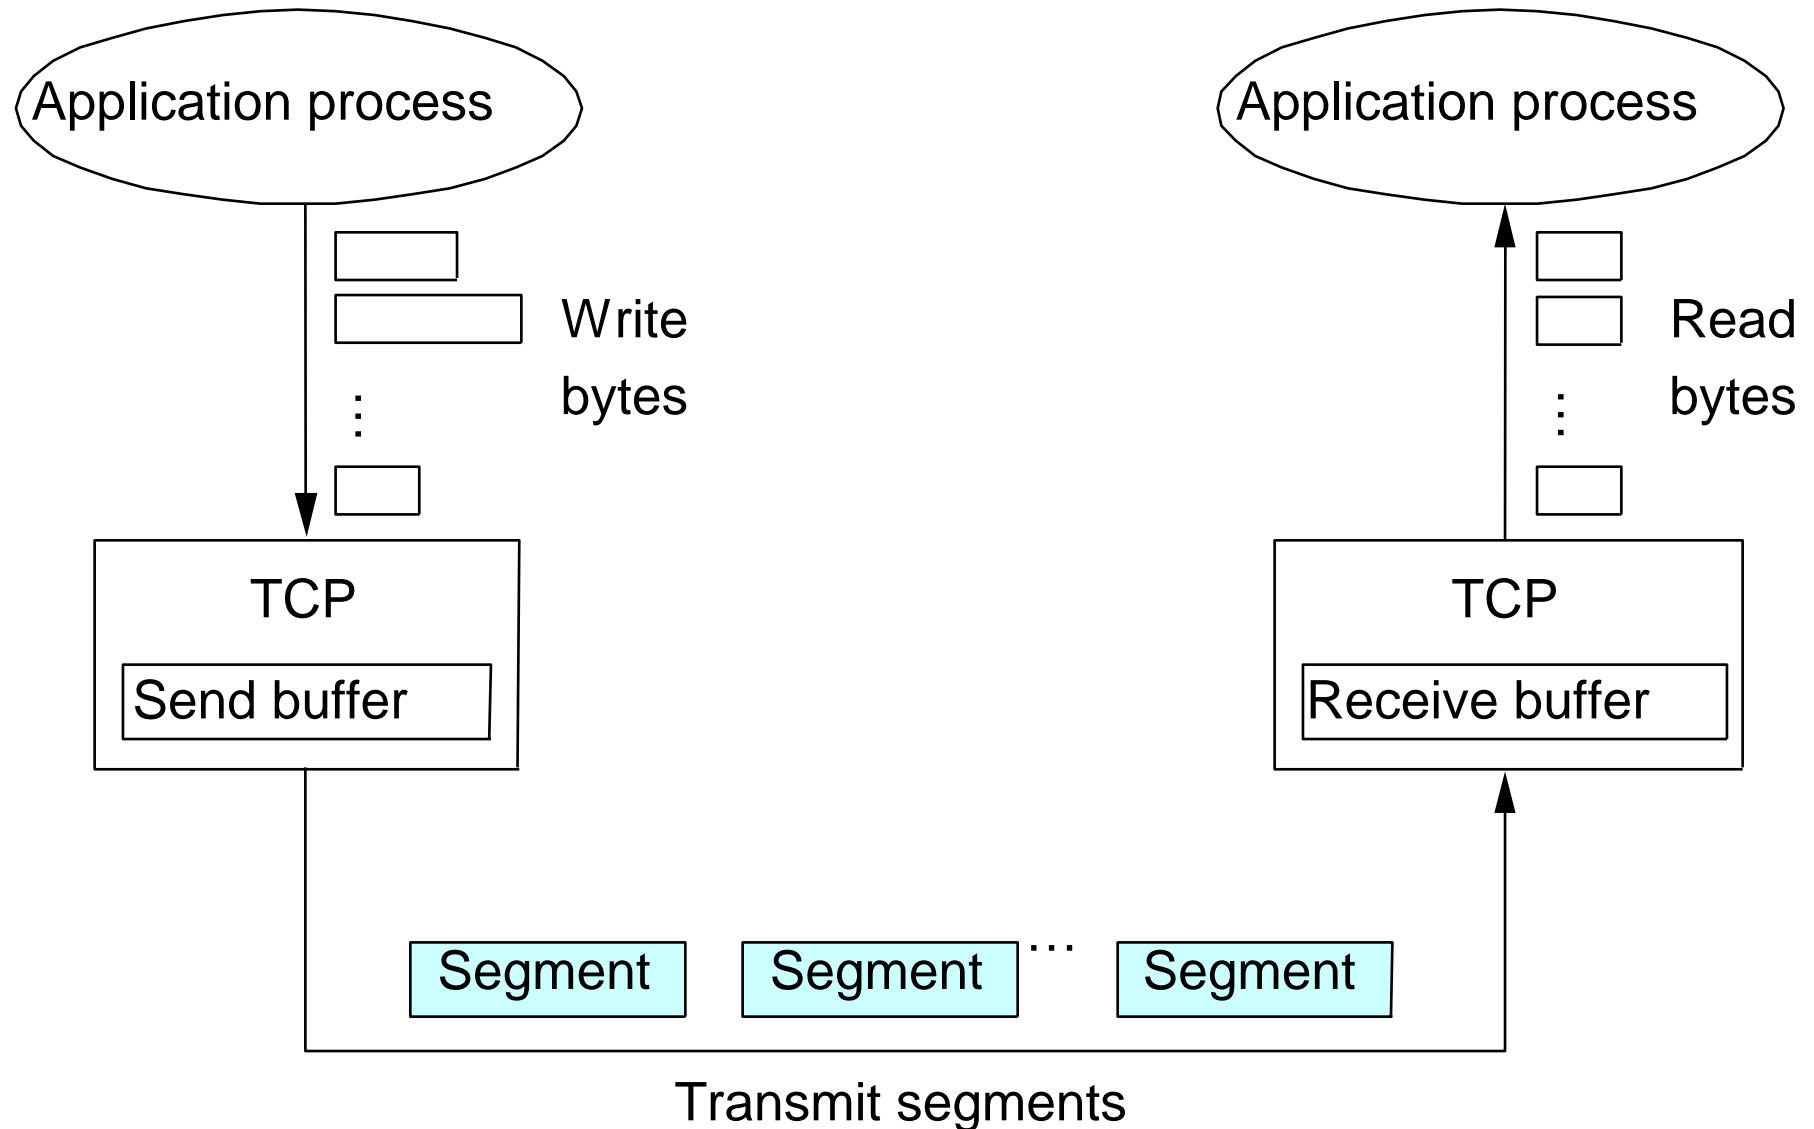 Application process
Application process
Write
bytes
Read
bytes
⋮
⋮
TCP
Send buffer
TCP
Receive buffer
Segment
Segment
…
Segment
Transmit segments